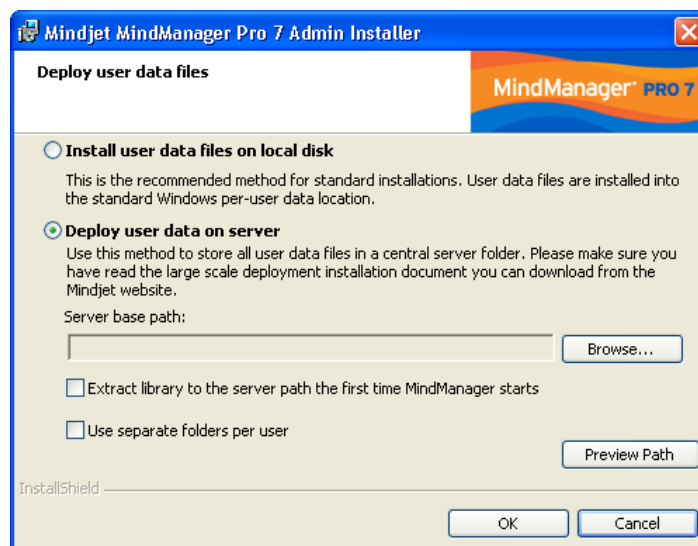 Mindjet MindManager Pro 7 Admin Installer
Deploy user data files
MindManager PRO 7
Install user data files on local disk
This is the recommended method for standard installations. User data files are installed into
the standard Windows per-user data location.
Deploy user data on server
Use this method to store all user data files in a central server folder. Please make sure you
have read the large scale deployment installation document you can download from the
Mindjet website.
Server base path:
Browse...
Extract library to the server path the first time MindManager starts
Use separate folders per user
Preview Path
InstallShield
OK
Cancel